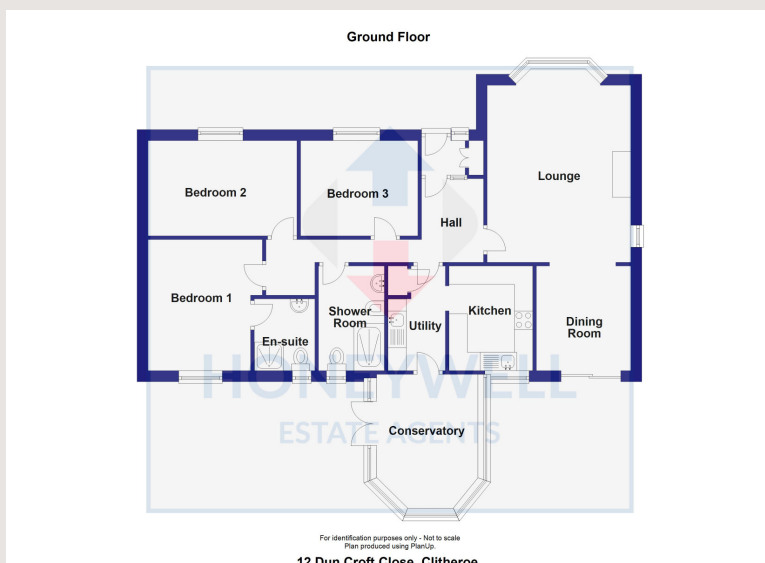 Ground Floor
Bedroom 2
Bedroom 3
Lounge
Hall
Bedroom 1
Shower
Room
En-suite
Utility
Kitchen
Dining
Room
HONEYWELL
ESTATE AGENTS
Conservatory
For identification purposes only - Not to scale
Plan produced using PlanUp.
12 Dun Croft Close, Clitheroe